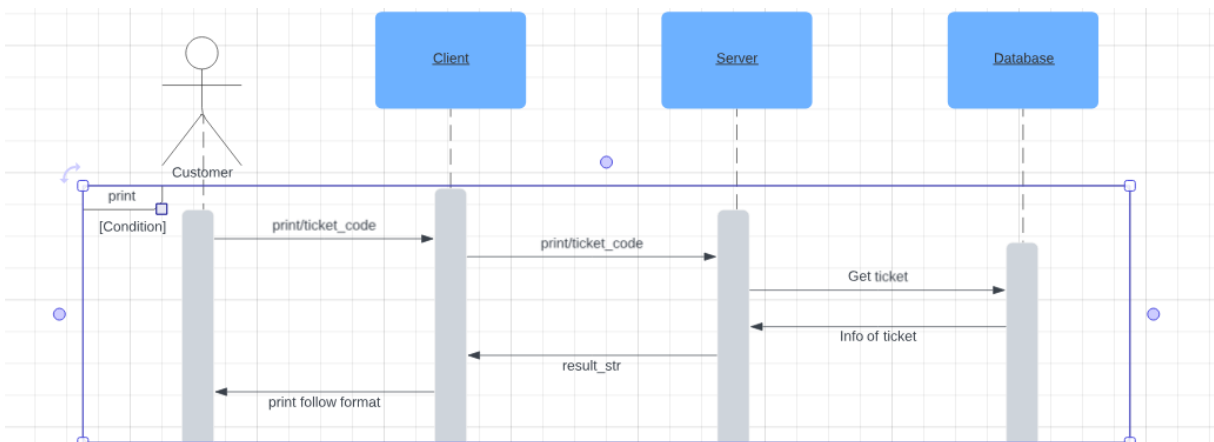 Client
Server
Database
Customer
print
[Condition]
print/ticket_code
print/ticket_code
Get ticket
Info of ticket
result_str
print follow format